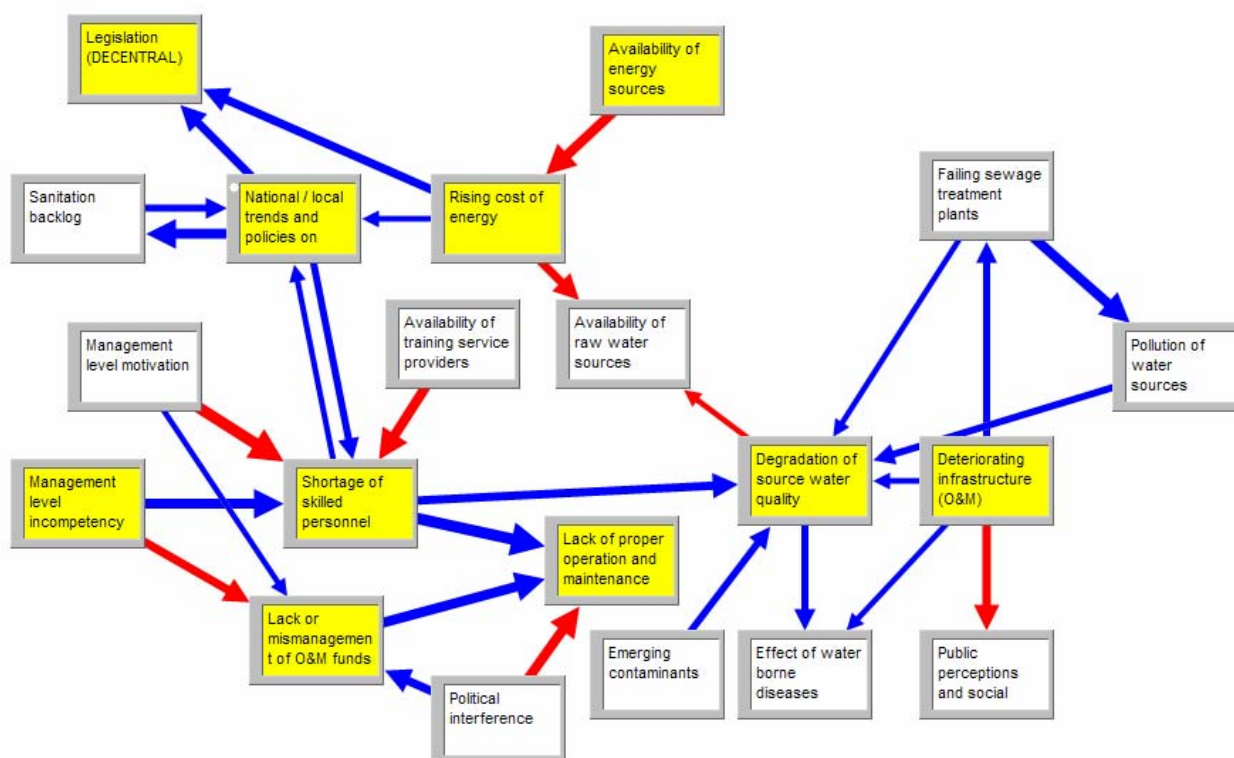 Legislation
(DECENTRAL)
Availability of
energy
sources
Sanitation
backlog
National / local
trends and
policies on
Rising cost of
energy
Failing sewage
treatment
plants
Management
level motivation
Availability of
training service
providers
Availability of
raw water
sources
Pollution of
water
sources
Management
level
incompetency
Shortage of
skilled
personnel
Degradation of
source water
quality
Deteriorating
infrastructure
(O&M)
Lack of proper
operation and
maintenance
Lack or
mismanagemen
t of O&M funds
Political
interference
Emerging
contaminants
Effect of water
borne
diseases
Public
perceptions
and social